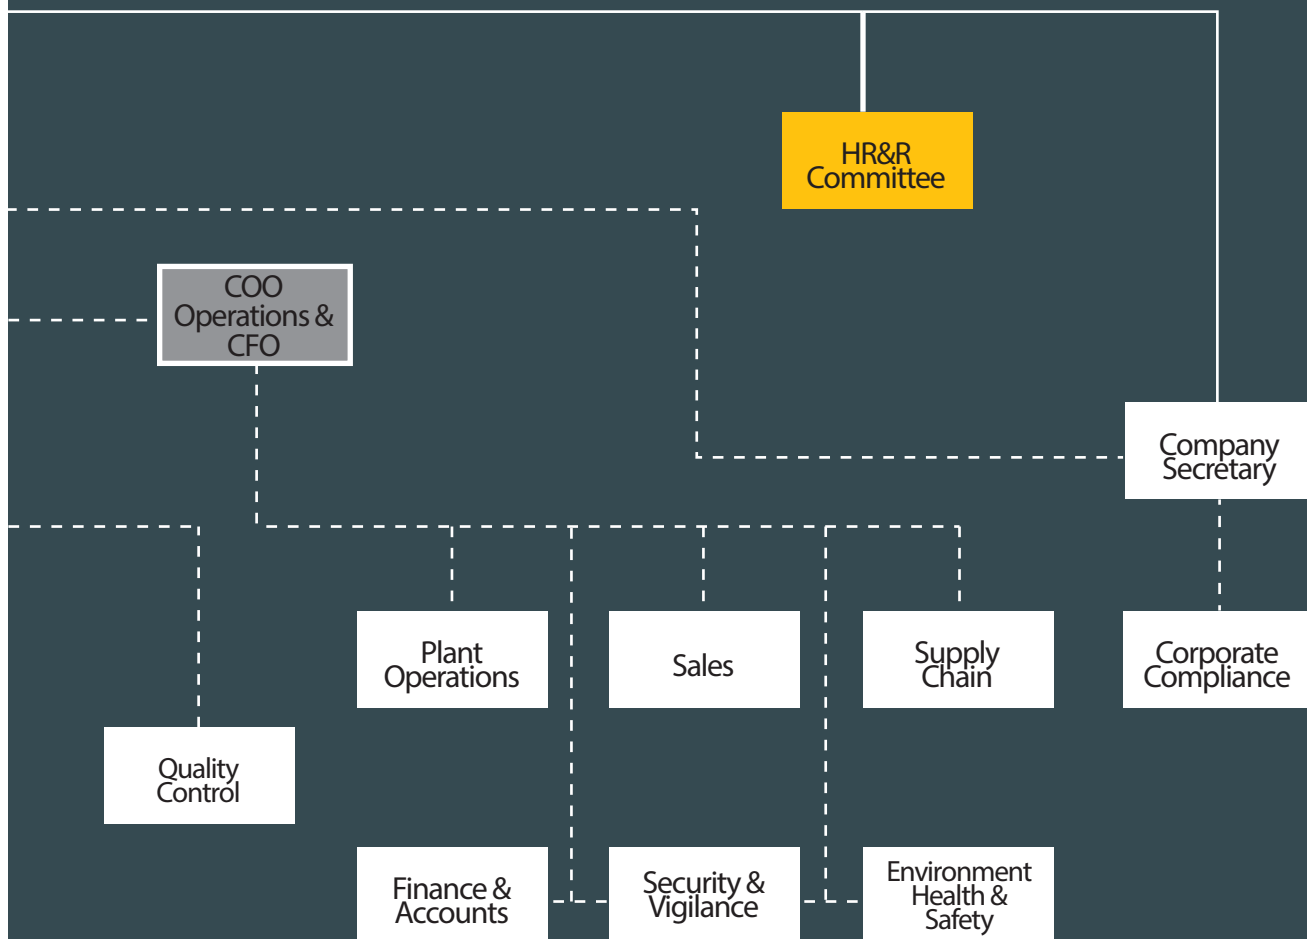 HR&R
Committee
COO
Operations &
CFO
Company
Secretary
Plant
Operations
Sales
Supply
Chain
Corporate
Compliance
Quality
Control
Finance &
Accounts
Security &
Vigilance
Environment
Health &
Safety